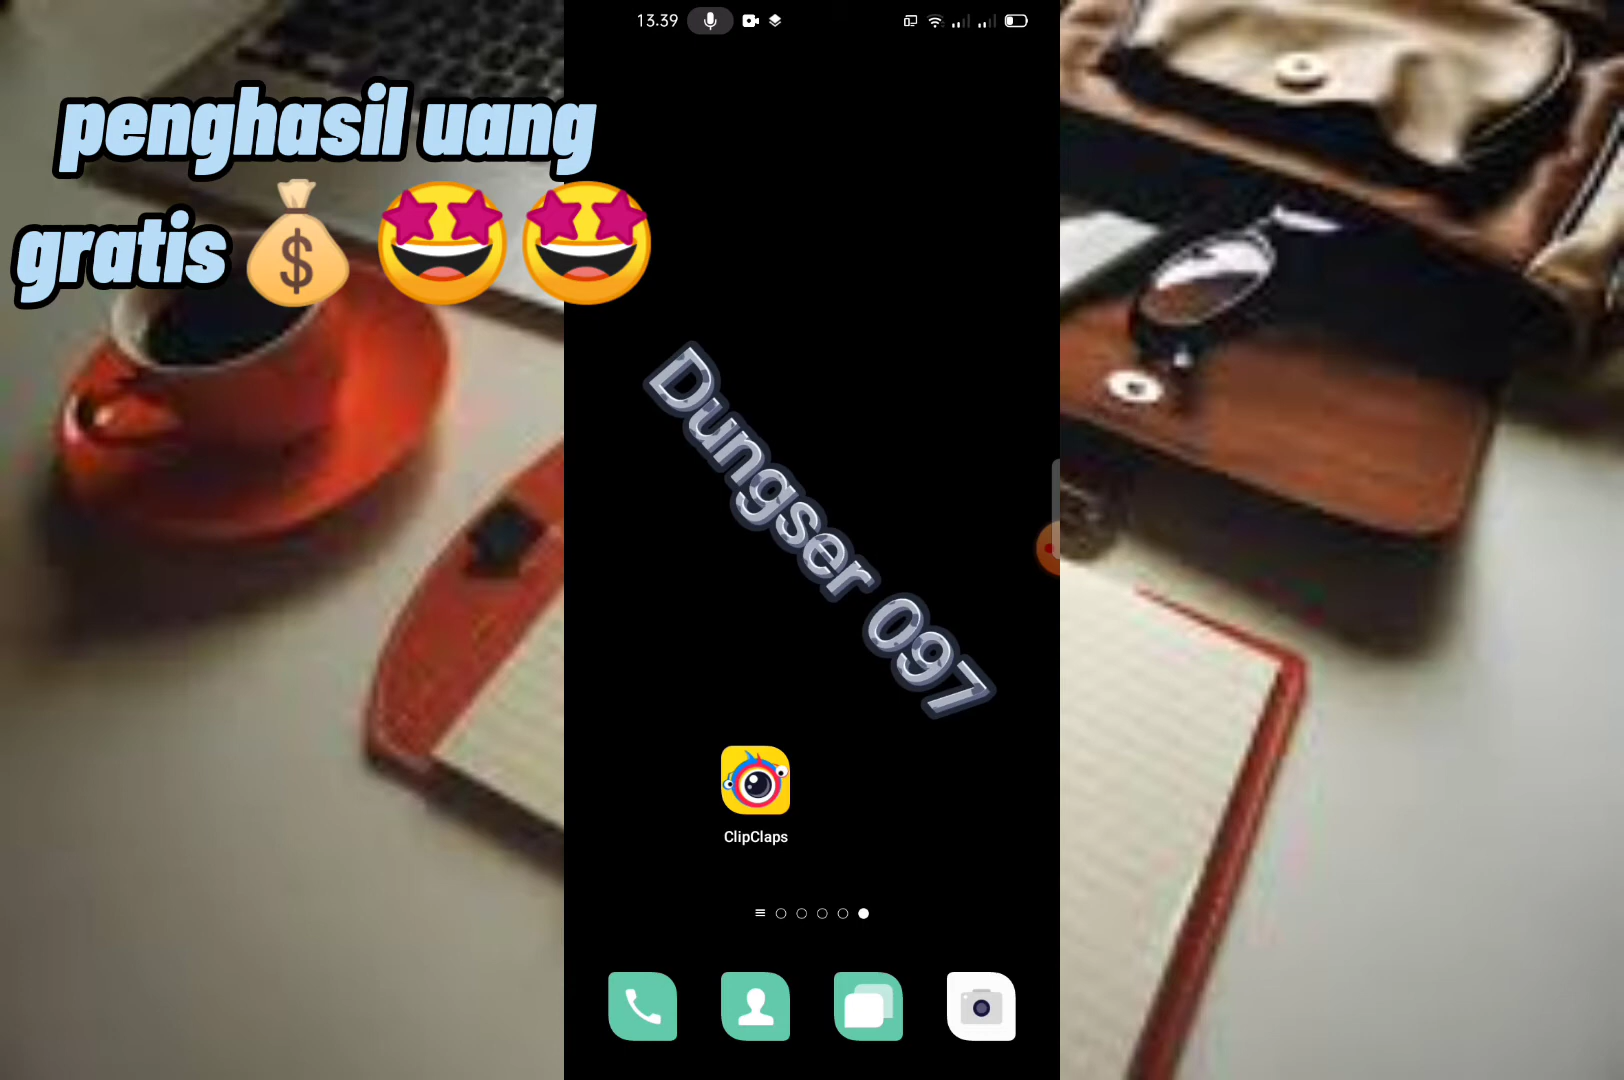 13.39
penghasil uang
gratis
Dungser 097
ClipClaps